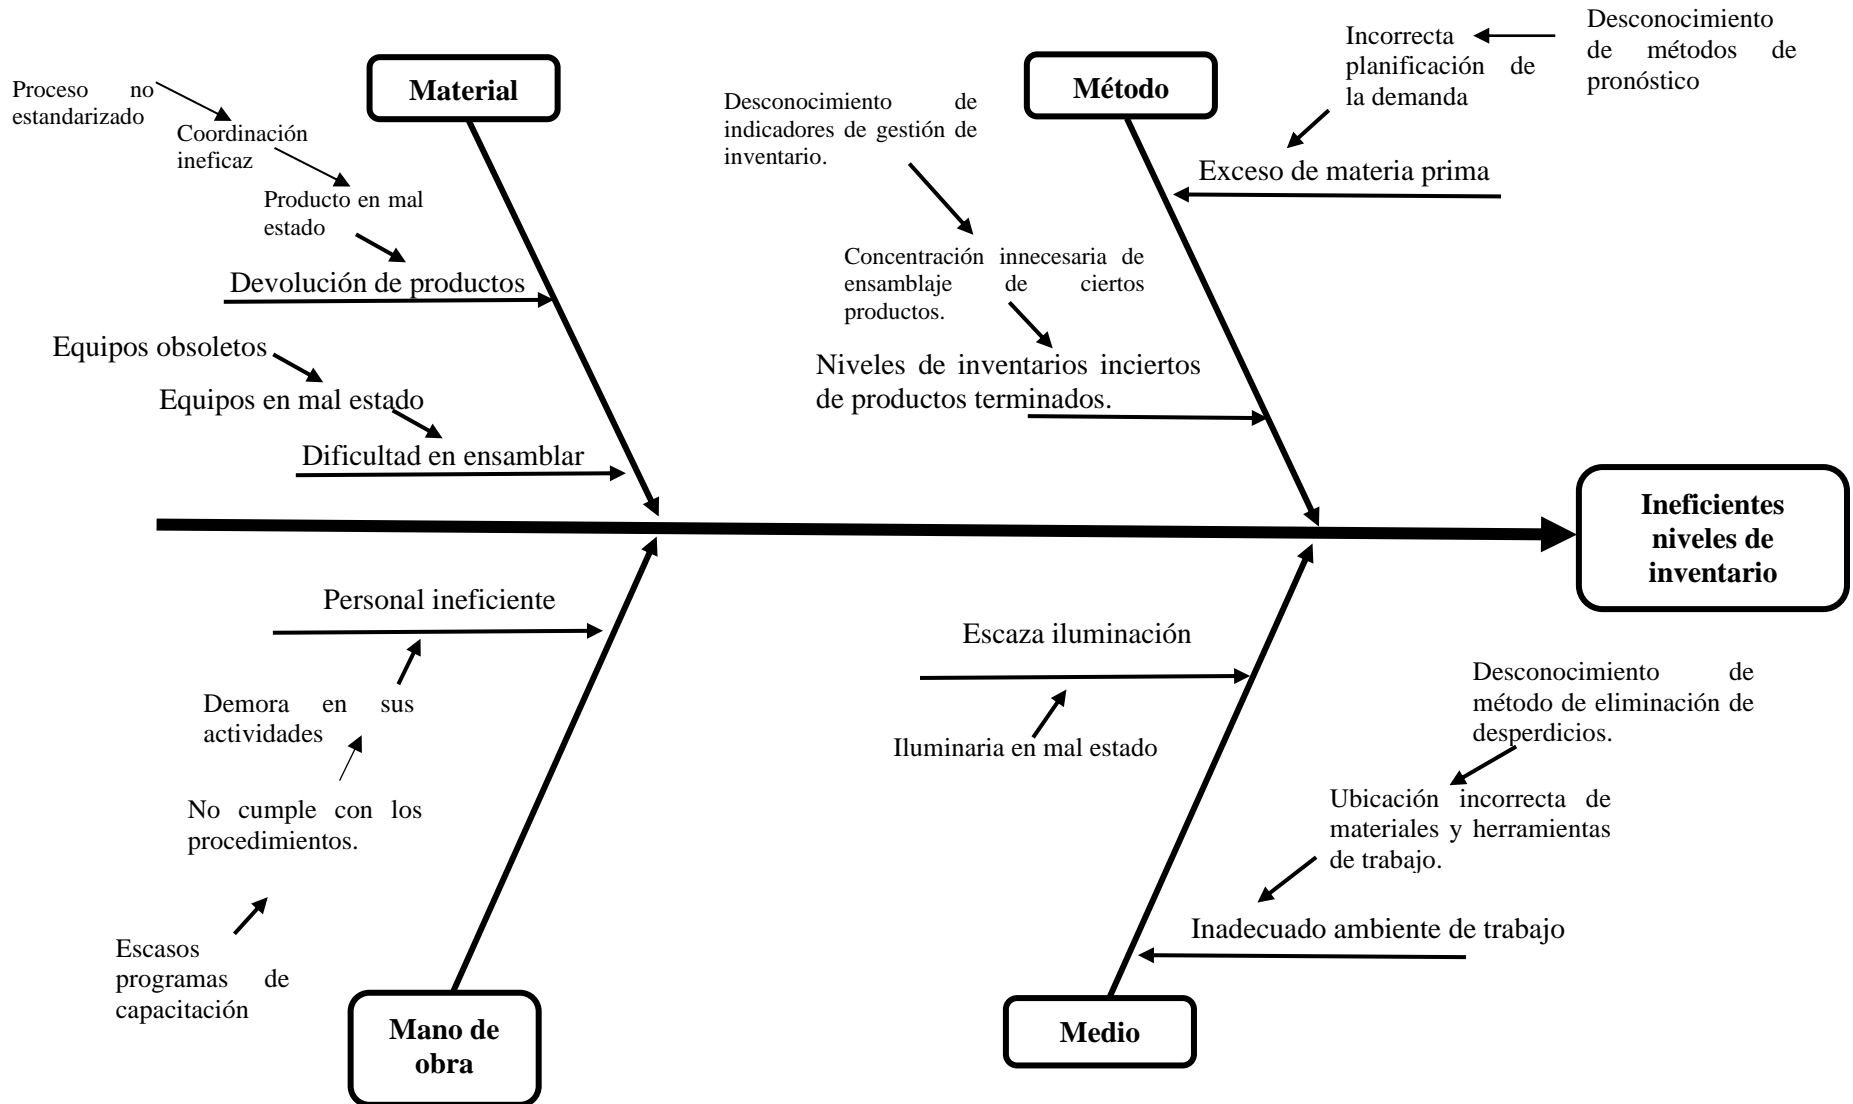 Material
Proceso no
estandarizado
Coordinación
ineficaz
Producto en mal
estado
Devolución de productos
Equipos obsoletos
Equipos en mal estado
Dificultad en ensamblar
Método
Desconocimiento de
indicadores de gestión de
inventario.
Concentración innecesaria de
ensamblaje de ciertos
productos.
Niveles de inventarios inciertos
de productos terminados.
Incorrecta
planificación de
la demanda
Desconocimiento
de métodos de
pronóstico
Exceso de materia prima
Ineficientes
niveles de
inventario
Personal ineficiente
Demora en sus
actividades
No cumple con los
procedimientos.
Escasos
programas de
capacitación
Mano de
obra
Escaza iluminación
Iluminaria en mal estado
Desconocimiento de
método de eliminación de
desperdicios.
Ubicación incorrecta de
materiales y herramientas
de trabajo.
Inadecuado ambiente de trabajo
Medio